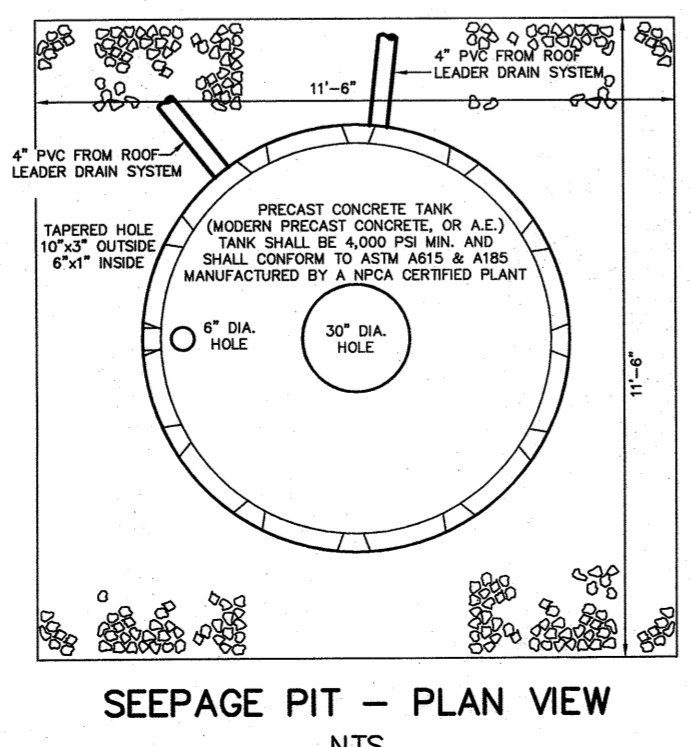 4" PVC FROM ROOF
LEADER DRAIN SYSTEM
11'-6"
4" PVC FROM ROOF
LEADER DRAIN SYSTEM
TAPERED HOLE
10"x3" OUTSIDE
6"x1" INSIDE
PRECAST CONCRETE TANK
(MODERN PRECAST CONCRETE, OR A.E.)
TANK SHALL BE 4,000 PSI MIN. AND
SHALL CONFORM TO ASTM A615 & A185
MANUFACTURED BY A NPCA CERTIFIED PLANT
6" DIA.
HOLE
30" DIA.
HOLE
11'-6"
SEEPAGE PIT - PLAN VIEW
NTS